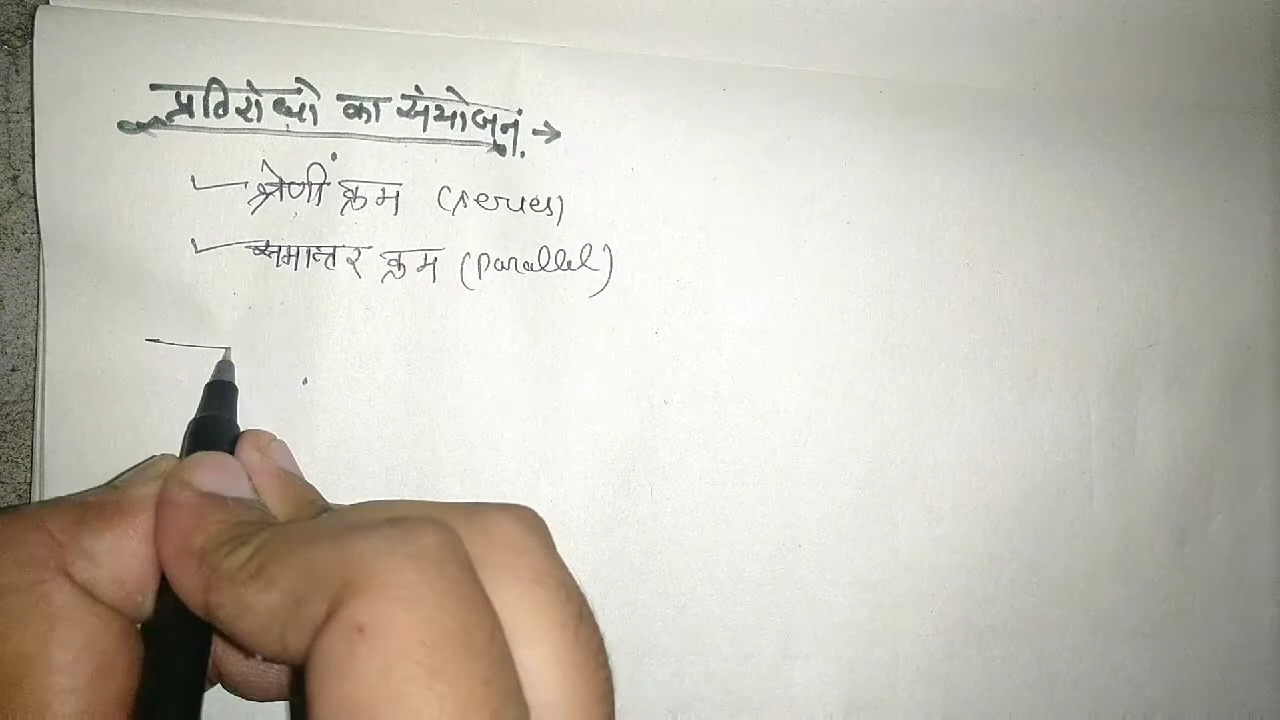 प्रतिरोधो का संयोजन →
श्रेणीं क्रम (series)
समान्तर क्रम (parallel)